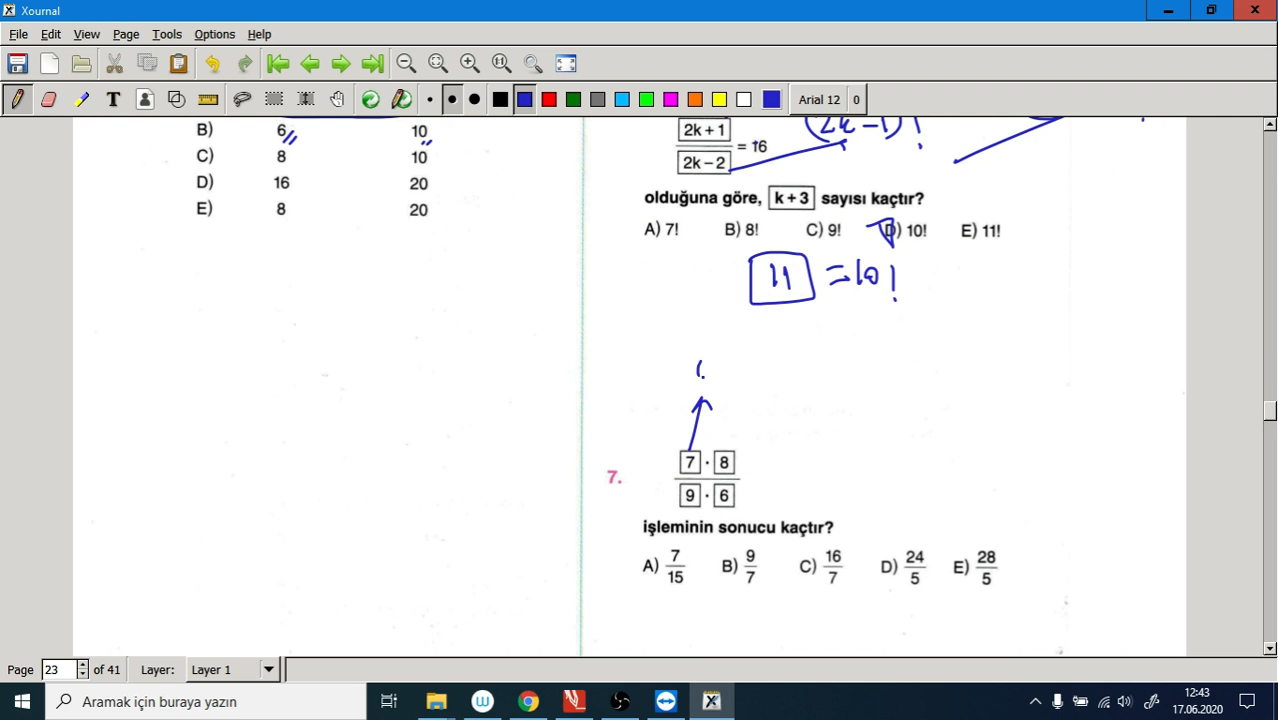 Xournal
File Edit View Page Tools Options Help
Arial 12 0
B) 6 10
C) 8 10
D) 16 20
E) 8 20
2k + 1
2k – 2
= 16
(2k – 1)!
olduğuna göre, k + 3 sayısı kaçtır?
A) 7! B) 8! C) 9! D) 10! E) 11!
11 = 10!
7.
7 · 8
9 · 6
işleminin sonucu kaçtır?
A) 7/15 B) 9/7 C) 16/7 D) 24/5 E) 28/5
Page 23 of 41 Layer: Layer 1
Aramak için buraya yazın
12:43
17.06.2020